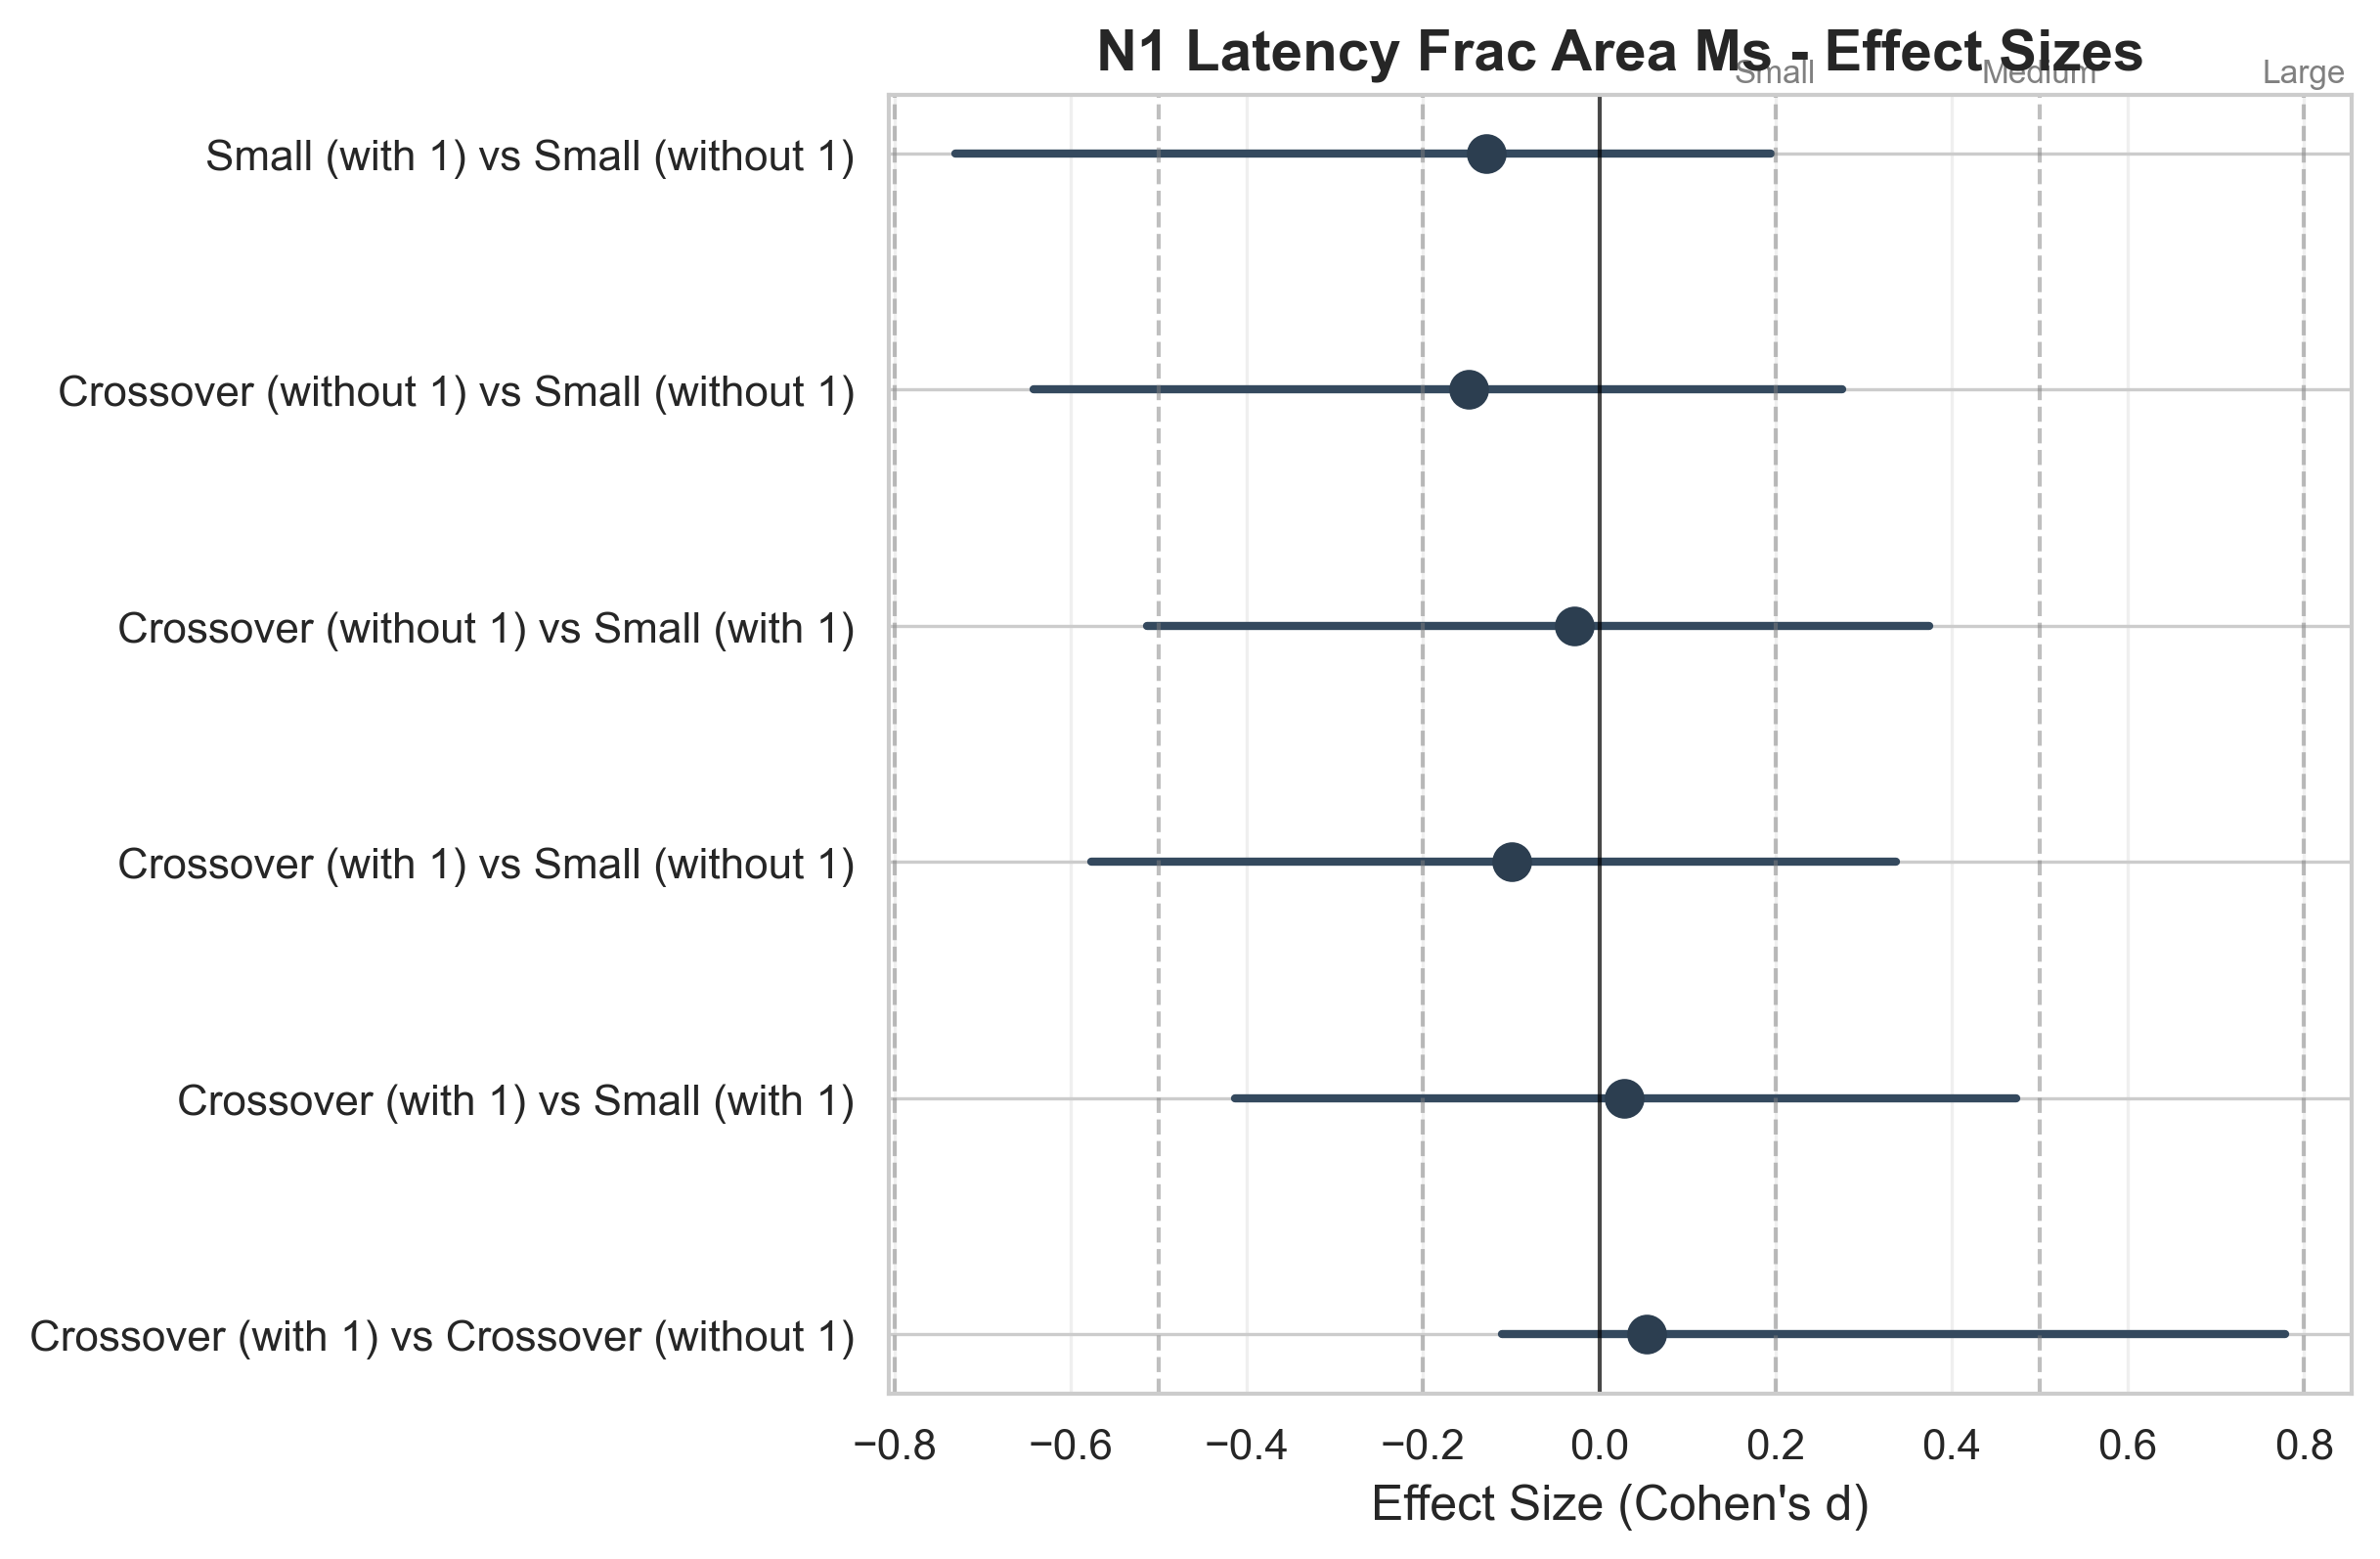 N1 Latency Frac Area Ms - Effect Sizes
Small Medium Large
Small (with 1) vs Small (without 1)
Crossover (without 1) vs Small (without 1)
Crossover (without 1) vs Small (with 1)
Crossover (with 1) vs Small (without 1)
Crossover (with 1) vs Small (with 1)
Crossover (with 1) vs Crossover (without 1)
−0.8 −0.6 −0.4 −0.2 0.0 0.2 0.4 0.6 0.8
Effect Size (Cohen's d)